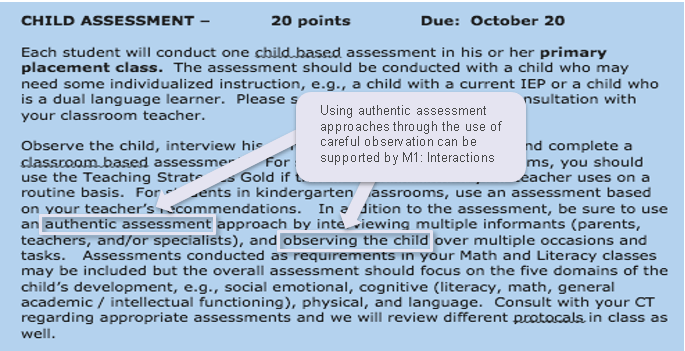 CHILD ASSESSMENT – 20 points Due: October 20
Each student will conduct one child based assessment in his or her primary
placement class. The assessment should be conducted with a child who may
need some individualized instruction, e.g., a child with a current IEP or a child who
is a dual language learner. Please s nsultation with
your classroom teacher.
Using authentic assessment
approaches through the use of
careful observation can be
supported by M1: Interactions
Observe the child, interview his and complete a
classroom based assessme For s ms, you should
use the Teaching Strate s Gold if t eacher uses on a
routine basis. For students in kindergarten classrooms, use an assessment based
on your teacher's recommendations. In addition to the assessment, be sure to use
an authentic assessment approach by interviewing multiple informants (parents,
teachers, and/or specialists), and observing the child over multiple occasions and
tasks. Assessments conducted as requirements in your Math and Literacy classes
may be included but the overall assessment should focus on the five domains of the
child's development, e.g., social emotional, cognitive (literacy, math, general
academic / intellectual functioning), physical, and language. Consult with your CT
regarding appropriate assessments and we will review different protocals in class as
well.